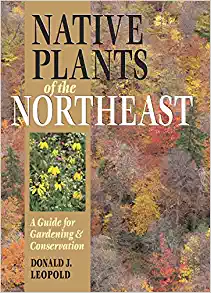 NATIVE
PLANTS
of the
NORTHEAST
A Guide for
Gardening &
Conservation
DONALD J.
LEOPOLD